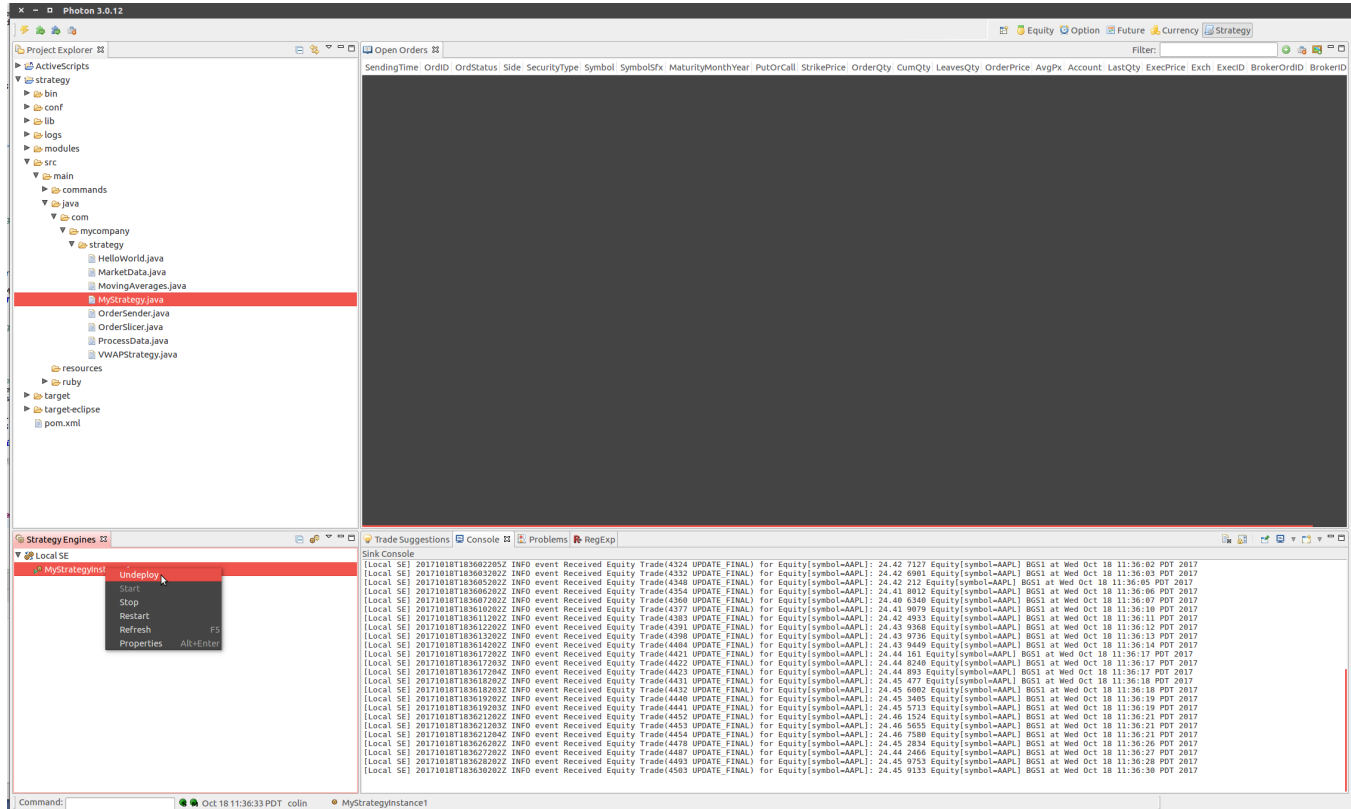 Photon 3.0.12
Equity Option Future Currency Strategy
Project Explorer
ActiveScripts
strategy
bin
conf
lib
logs
modules
src
main
commands
java
com
mycompany
strategy
HelloWorld.java
MarketData.java
MovingAverages.java
MyStrategy.java
OrderSender.java
OrderSlicer.java
ProcessData.java
VWAPStrategy.java
resources
ruby
target
target-eclipse
pom.xml
Open Orders
Filter:
SendingTime OrdID OrdStatus Side SecurityType Symbol SymbolSfx MaturityMonthYear PutOrCall StrikePrice OrderQty CumQty LeavesQty OrderPrice AvgPx Account LastQty ExecPrice Exch ExecID BrokerOrdID BrokerID
Strategy Engines
Local SE
MyStrategyInst
Undeploy
Start
Stop
Restart
Refresh F5
Properties Alt+Enter
Trade Suggestions Console Problems RegExp
Sink Console
[Local SE] 20171018T183602205Z INFO event Received Equity Trade(4324 UPDATE_FINAL) for Equity[symbol=AAPL]: 24.42 7127 Equity[symbol=AAPL] BGS1 at Wed Oct 18 11:36:02 PDT 2017
[Local SE] 20171018T183603202Z INFO event Received Equity Trade(4332 UPDATE_FINAL) for Equity[symbol=AAPL]: 24.42 6901 Equity[symbol=AAPL] BGS1 at Wed Oct 18 11:36:03 PDT 2017
[Local SE] 20171018T183605202Z INFO event Received Equity Trade(4348 UPDATE_FINAL) for Equity[symbol=AAPL]: 24.42 212 Equity[symbol=AAPL] BGS1 at Wed Oct 18 11:36:05 PDT 2017
[Local SE] 20171018T183606202Z INFO event Received Equity Trade(4354 UPDATE_FINAL) for Equity[symbol=AAPL]: 24.41 8012 Equity[symbol=AAPL] BGS1 at Wed Oct 18 11:36:06 PDT 2017
[Local SE] 20171018T183607202Z INFO event Received Equity Trade(4360 UPDATE_FINAL) for Equity[symbol=AAPL]: 24.40 6340 Equity[symbol=AAPL] BGS1 at Wed Oct 18 11:36:07 PDT 2017
[Local SE] 20171018T183610202Z INFO event Received Equity Trade(4377 UPDATE_FINAL) for Equity[symbol=AAPL]: 24.41 9079 Equity[symbol=AAPL] BGS1 at Wed Oct 18 11:36:10 PDT 2017
[Local SE] 20171018T183611202Z INFO event Received Equity Trade(4383 UPDATE_FINAL) for Equity[symbol=AAPL]: 24.42 4933 Equity[symbol=AAPL] BGS1 at Wed Oct 18 11:36:11 PDT 2017
[Local SE] 20171018T183612202Z INFO event Received Equity Trade(4391 UPDATE_FINAL) for Equity[symbol=AAPL]: 24.43 9368 Equity[symbol=AAPL] BGS1 at Wed Oct 18 11:36:12 PDT 2017
[Local SE] 20171018T183613202Z INFO event Received Equity Trade(4398 UPDATE_FINAL) for Equity[symbol=AAPL]: 24.43 9736 Equity[symbol=AAPL] BGS1 at Wed Oct 18 11:36:13 PDT 2017
[Local SE] 20171018T183614202Z INFO event Received Equity Trade(4404 UPDATE_FINAL) for Equity[symbol=AAPL]: 24.43 9449 Equity[symbol=AAPL] BGS1 at Wed Oct 18 11:36:14 PDT 2017
[Local SE] 20171018T183617202Z INFO event Received Equity Trade(4421 UPDATE_FINAL) for Equity[symbol=AAPL]: 24.44 161 Equity[symbol=AAPL] BGS1 at Wed Oct 18 11:36:17 PDT 2017
[Local SE] 20171018T183617203Z INFO event Received Equity Trade(4422 UPDATE_FINAL) for Equity[symbol=AAPL]: 24.44 8240 Equity[symbol=AAPL] BGS1 at Wed Oct 18 11:36:17 PDT 2017
[Local SE] 20171018T183617204Z INFO event Received Equity Trade(4423 UPDATE_FINAL) for Equity[symbol=AAPL]: 24.44 893 Equity[symbol=AAPL] BGS1 at Wed Oct 18 11:36:17 PDT 2017
[Local SE] 20171018T183618202Z INFO event Received Equity Trade(4431 UPDATE_FINAL) for Equity[symbol=AAPL]: 24.45 477 Equity[symbol=AAPL] BGS1 at Wed Oct 18 11:36:18 PDT 2017
[Local SE] 20171018T183618203Z INFO event Received Equity Trade(4432 UPDATE_FINAL) for Equity[symbol=AAPL]: 24.45 6002 Equity[symbol=AAPL] BGS1 at Wed Oct 18 11:36:18 PDT 2017
[Local SE] 20171018T183619202Z INFO event Received Equity Trade(4440 UPDATE_FINAL) for Equity[symbol=AAPL]: 24.45 3405 Equity[symbol=AAPL] BGS1 at Wed Oct 18 11:36:19 PDT 2017
[Local SE] 20171018T183619203Z INFO event Received Equity Trade(4441 UPDATE_FINAL) for Equity[symbol=AAPL]: 24.45 5713 Equity[symbol=AAPL] BGS1 at Wed Oct 18 11:36:19 PDT 2017
[Local SE] 20171018T183621202Z INFO event Received Equity Trade(4452 UPDATE_FINAL) for Equity[symbol=AAPL]: 24.46 1524 Equity[symbol=AAPL] BGS1 at Wed Oct 18 11:36:21 PDT 2017
[Local SE] 20171018T183621203Z INFO event Received Equity Trade(4453 UPDATE_FINAL) for Equity[symbol=AAPL]: 24.46 5655 Equity[symbol=AAPL] BGS1 at Wed Oct 18 11:36:21 PDT 2017
[Local SE] 20171018T183621204Z INFO event Received Equity Trade(4454 UPDATE_FINAL) for Equity[symbol=AAPL]: 24.46 7580 Equity[symbol=AAPL] BGS1 at Wed Oct 18 11:36:21 PDT 2017
[Local SE] 20171018T183626202Z INFO event Received Equity Trade(4478 UPDATE_FINAL) for Equity[symbol=AAPL]: 24.45 2834 Equity[symbol=AAPL] BGS1 at Wed Oct 18 11:36:26 PDT 2017
[Local SE] 20171018T183627202Z INFO event Received Equity Trade(4487 UPDATE_FINAL) for Equity[symbol=AAPL]: 24.44 2466 Equity[symbol=AAPL] BGS1 at Wed Oct 18 11:36:27 PDT 2017
[Local SE] 20171018T183628202Z INFO event Received Equity Trade(4493 UPDATE_FINAL) for Equity[symbol=AAPL]: 24.45 9753 Equity[symbol=AAPL] BGS1 at Wed Oct 18 11:36:28 PDT 2017
[Local SE] 20171018T183630202Z INFO event Received Equity Trade(4503 UPDATE_FINAL) for Equity[symbol=AAPL]: 24.45 9133 Equity[symbol=AAPL] BGS1 at Wed Oct 18 11:36:30 PDT 2017
Command: Oct 18 11:36:33 PDT colin MyStrategyInstance1